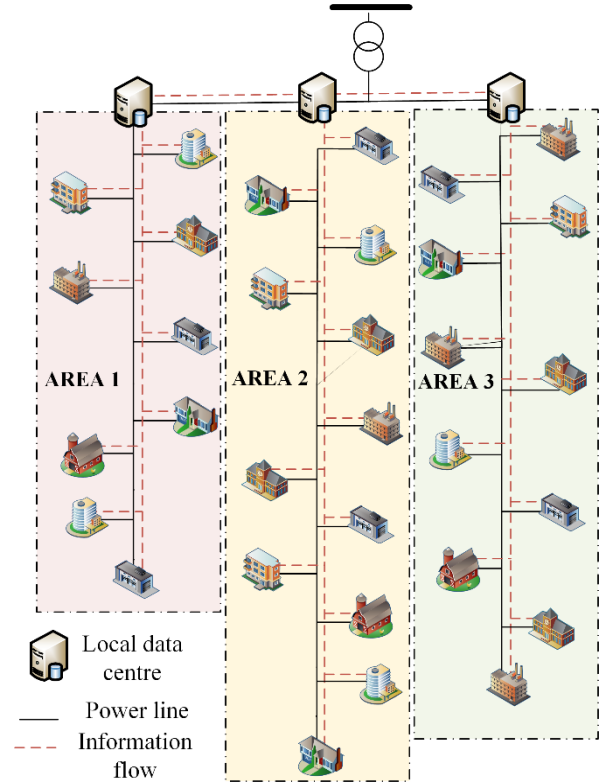 AREA 1
AREA 2
AREA 3
Local data
centre
Power line
Information
flow